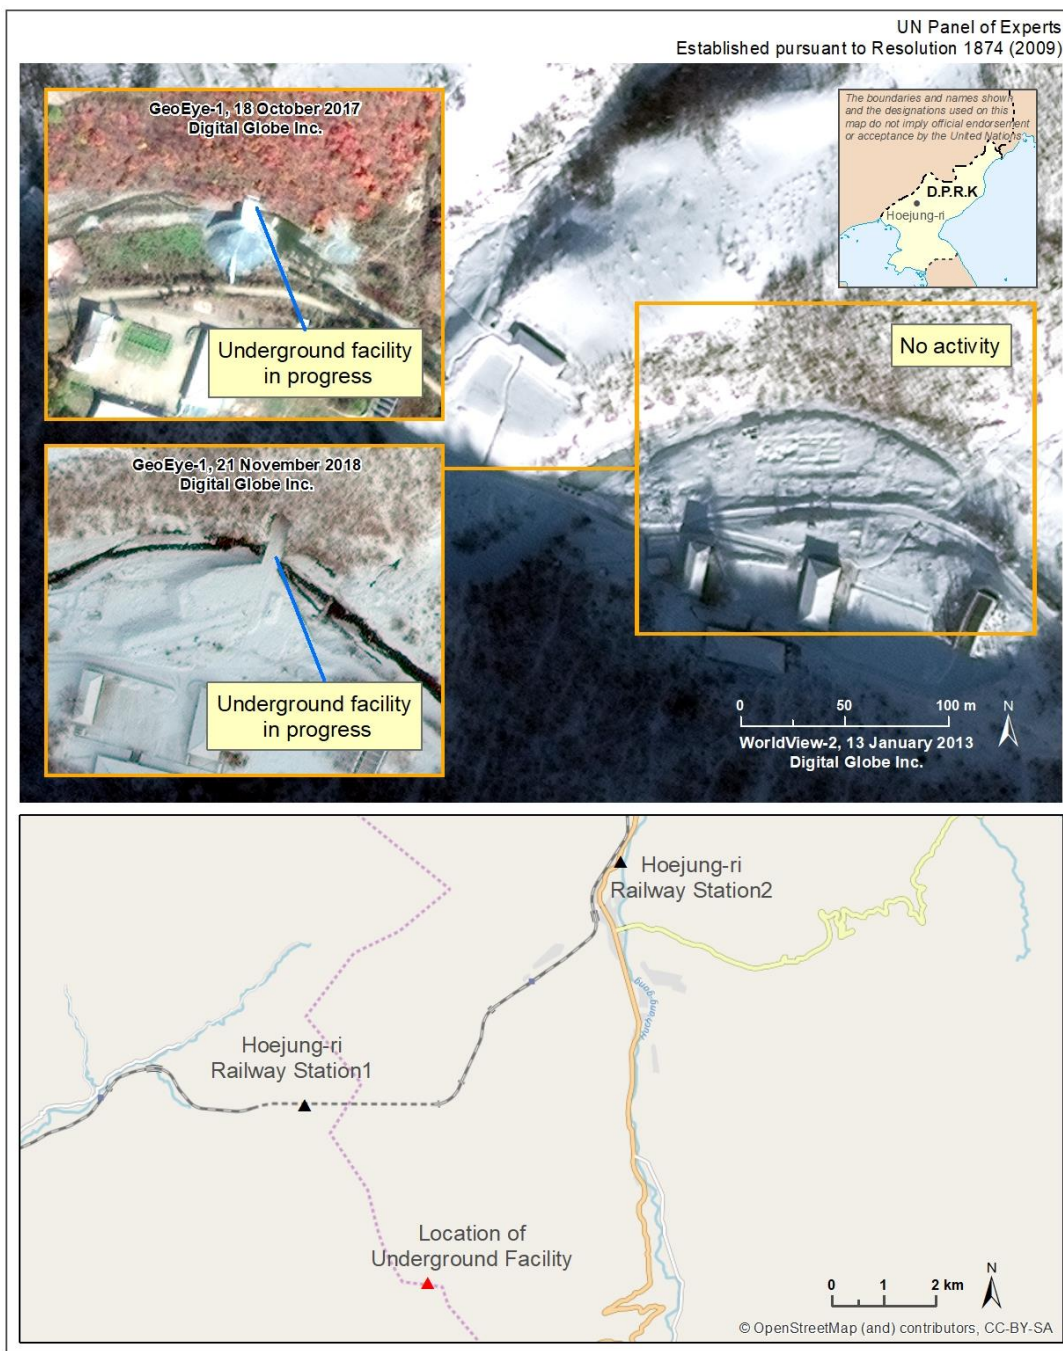 UN Panel of Experts
Established pursuant to Resolution 1874 (2009)
GeoEye-1, 18 October 2017
Digital Globe Inc.
Underground facility
in progress
The boundaries and names shown
and the designations used on this
map do not imply official endorsement
or acceptance by the United Nations.
D.P.R.K
Hoejung-ri
No activity
GeoEye-1, 21 November 2018
Digital Globe Inc.
Underground facility
in progress
0 50 100 m
N
WorldView-2, 13 January 2013
Digital Globe Inc.
Hoejung-ri
Railway Station2
Huch'ang gang
Hoejung-ri
Railway Station1
Location of
Underground Facility
0 1 2 km
N
© OpenStreetMap (and) contributors, CC-BY-SA